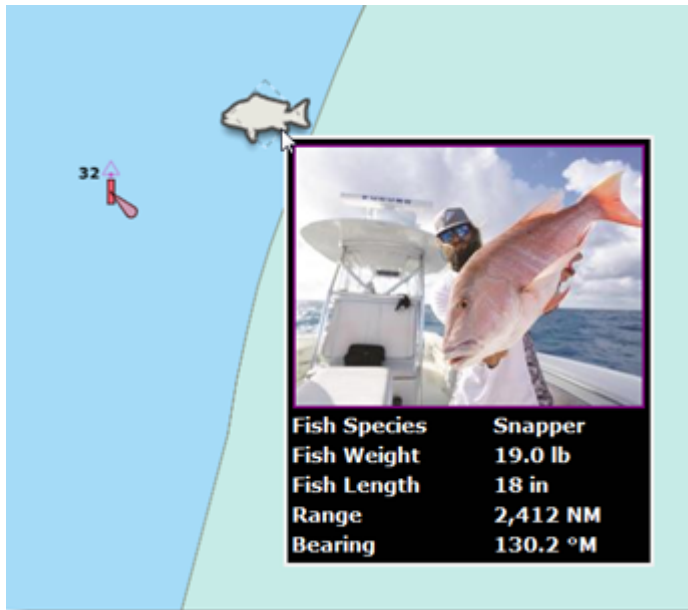 32
FURUNO
Fish Species Snapper
Fish Weight 19.0 lb
Fish Length 18 in
Range 2,412 NM
Bearing 130.2 °M